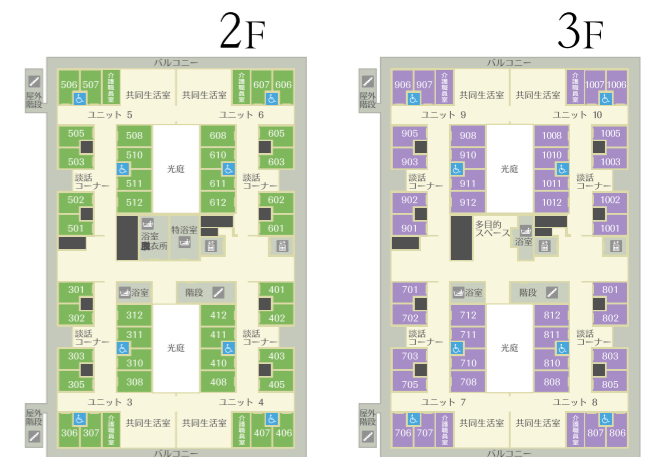 2F
バルコニー
屋外
階段
506 507 介護職員室 共同生活室 共同生活室 介護職員室 607 606
ユニット 5 ユニット 6
505 508 608 605
503 510 光庭 610 603
談話
コーナー
511 611
談話
コーナー
502 512 612 602
501 浴室
脱衣所
特浴室 601
301 浴室 階段 401
302 312 412 402
談話
コーナー
311 光庭 411
談話
コーナー
303 310 410 403
305 308 408 405
ユニット 3 ユニット 4
屋外
階段
306 307 介護職員室 共同生活室 共同生活室 介護職員室 407 406
バルコニー
3F
バルコニー
屋外
階段
906 907 介護職員室 共同生活室 共同生活室 介護職員室 1007 1006
ユニット 9 ユニット 10
905 908 1008 1005
903 910 光庭 1010 1003
談話
コーナー
911 1011
談話
コーナー
902 912 1012 1002
901 多目的
スペース
浴室 1001
701 浴室 階段 801
702 712 812 802
談話
コーナー
711 光庭 811
談話
コーナー
703 710 810 803
705 708 808 805
ユニット 7 ユニット 8
屋外
階段
706 707 介護職員室 共同生活室 共同生活室 介護職員室 807 806
バルコニー